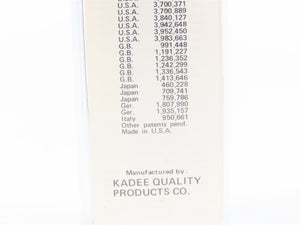 U.S.A. 3,700,371
U.S.A. 3,700,889
U.S.A. 3,840,127
U.S.A. 3,942,648
U.S.A. 3,952,450
U.S.A. 3,983,663
G.B. 991,448
G.B. 1,191,227
G.B. 1,236,352
G.B. 1,242,299
G.B. 1,336,543
G.B. 1,413,646
Japan 460,228
Japan 709,741
Japan 759,786
Ger. 1,807,990
Ger. 1,935,157
Italy 950,661
Other patents pend.
Made in U.S.A.
Manufactured by:
KADEE QUALITY
PRODUCTS CO.